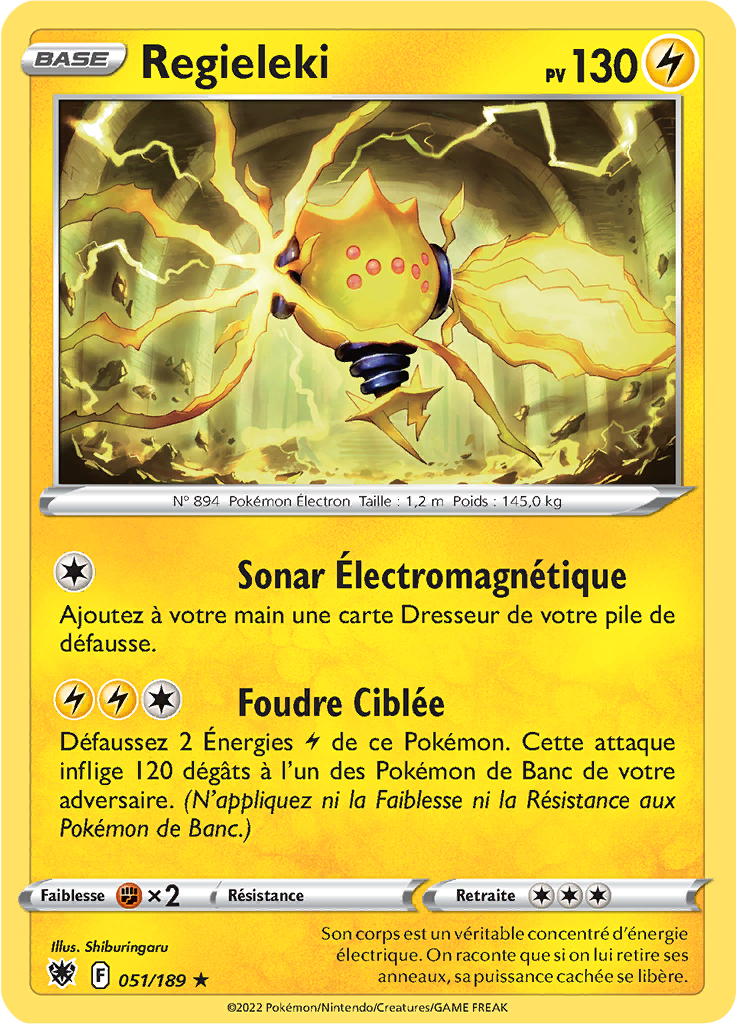 BASE
Regieleki
PV 130
N° 894 Pokémon Électron Taille : 1,2 m Poids : 145,0 kg
Sonar Électromagnétique
Ajoutez à votre main une carte Dresseur de votre pile de
défausse.
Foudre Ciblée
Défaussez 2 Énergies de ce Pokémon. Cette attaque
inflige 120 dégâts à l'un des Pokémon de Banc de votre
adversaire. (N'appliquez ni la Faiblesse ni la Résistance aux
Pokémon de Banc.)
Faiblesse ×2 Résistance Retraite
Illus. Shiburingaru
F 051/189 ★
Son corps est un véritable concentré d'énergie
électrique. On raconte que si on lui retire ses
anneaux, sa puissance cachée se libère.
©2022 Pokémon/Nintendo/Creatures/GAME FREAK